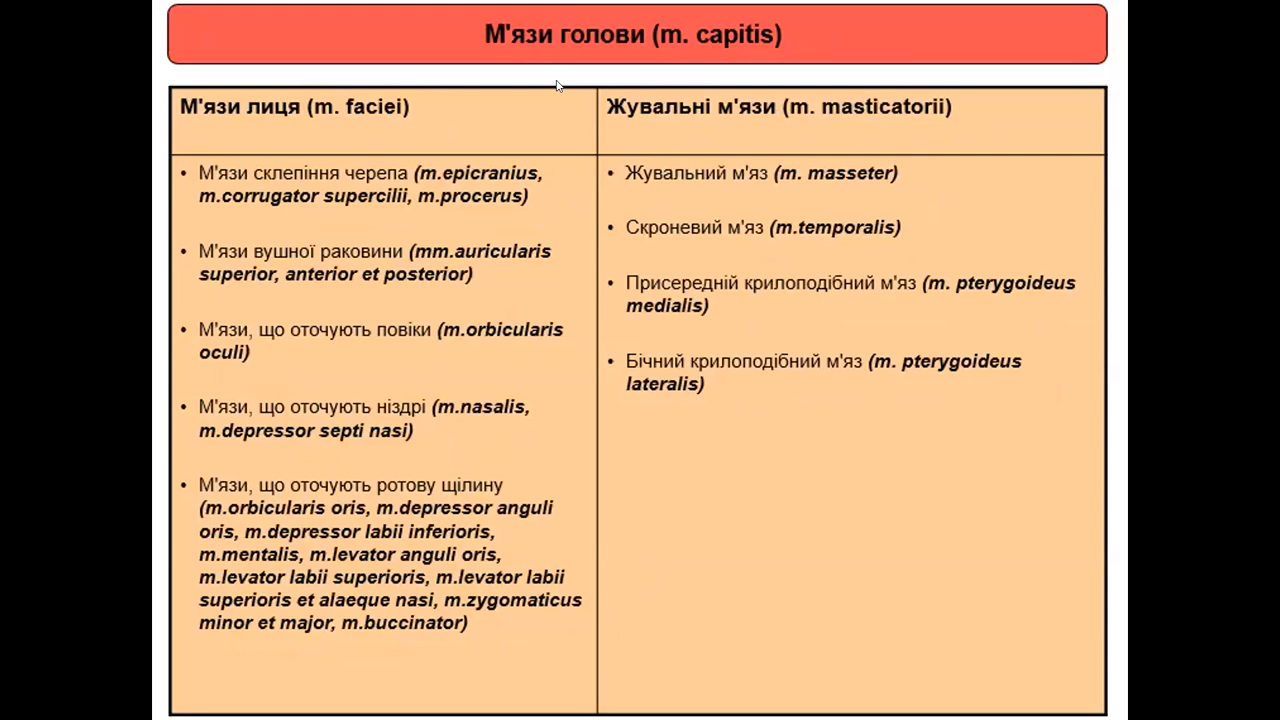 М'язи голови (m. capitis)
М'язи лиця (m. faciei)
• М'язи склепіння черепа (m.epicranius,
m.corrugator supercilii, m.procerus)
• М'язи вушної раковини (mm.auricularis
superior, anterior et posterior)
• М'язи, що оточують повіки (m.orbicularis
oculi)
• М'язи, що оточують ніздрі (m.nasalis,
m.depressor septi nasi)
• М'язи, що оточують ротову щілину
(m.orbicularis oris, m.depressor anguli
oris, m.depressor labii inferioris,
m.mentalis, m.levator anguli oris,
m.levator labii superioris, m.levator labii
superioris et alaeque nasi, m.zygomaticus
minor et major, m.buccinator)
Жувальні м'язи (m. masticatorii)
• Жувальний м'яз (m. masseter)
• Скроневий м'яз (m.temporalis)
• Присередній крилоподібний м'яз (m. pterygoideus
medialis)
• Бічний крилоподібний м'яз (m. pterygoideus
lateralis)